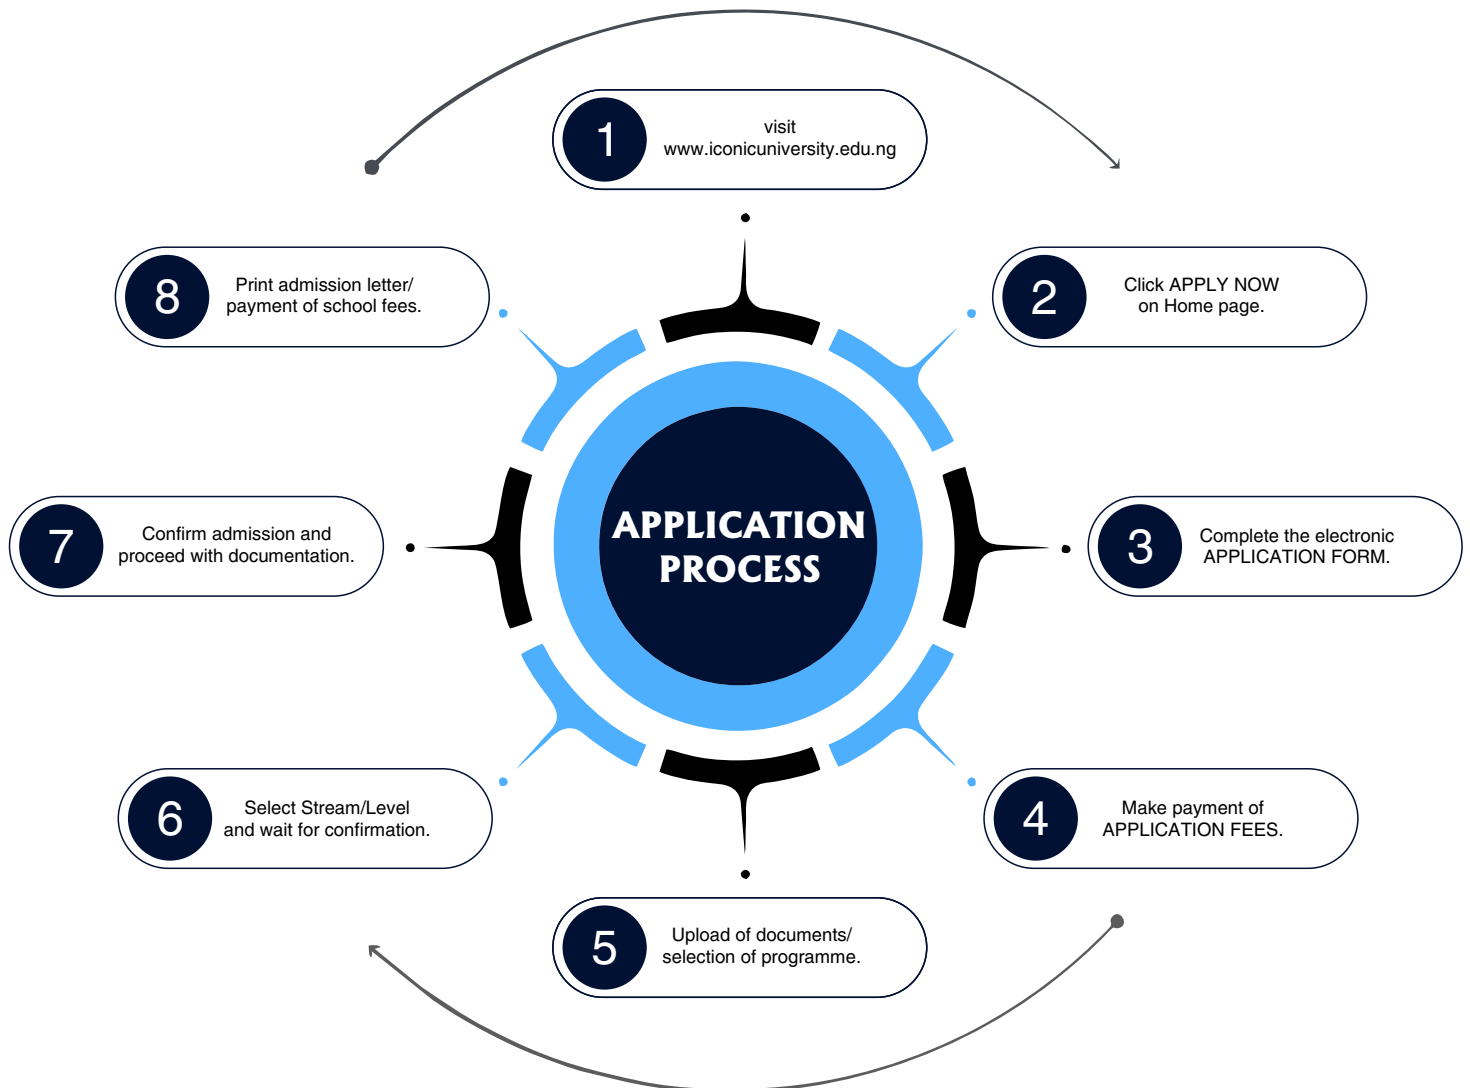 APPLICATION
PROCESS
1
visit
www.iconicuniversity.edu.ng
2
Click APPLY NOW
on Home page.
3
Complete the electronic
APPLICATION FORM.
4
Make payment of
APPLICATION FEES.
5
Upload of documents/
selection of programme.
6
Select Stream/Level
and wait for confirmation.
7
Confirm admission and
proceed with documentation.
8
Print admission letter/
payment of school fees.